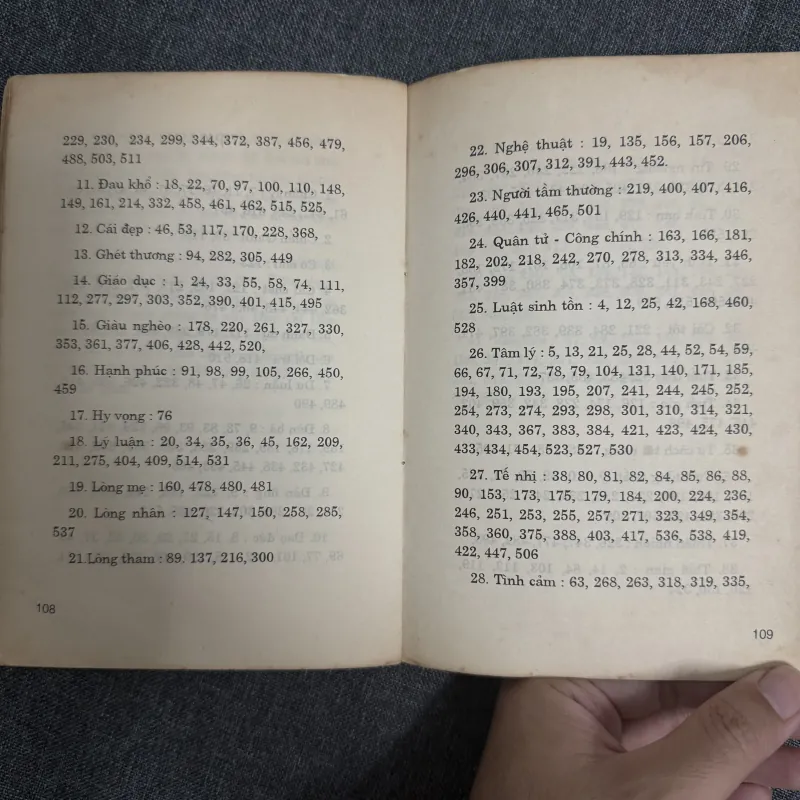 229, 230, 234, 299, 344, 372, 387, 456, 479,
488, 503, 511
11. Đau khổ : 18, 22, 70, 97, 100, 110, 148,
149, 161, 214, 332, 458, 461, 462, 515, 525,
12. Cái đẹp : 46, 53, 117, 170, 228, 368,
13. Ghét thương : 94, 282, 305, 449
14. Giáo dục : 1, 24, 33, 55, 58, 74, 111,
112, 277, 297, 303, 352, 390, 401, 415, 495
15. Giàu nghèo : 178, 220, 261, 327, 330,
353, 361, 377, 406, 428, 442, 520,
16. Hạnh phúc : 91, 98, 99, 105, 266, 450,
459
17. Hy vọng : 76
18. Lý luận : 20, 34, 35, 36, 45, 162, 209,
211, 275, 404, 409, 514, 531
19. Lòng mẹ : 160, 478, 480, 481
20. Lòng nhân : 127, 147, 150, 258, 285,
537
21.Lòng tham : 89. 137, 216, 300
108
22. Nghệ thuật : 19, 135, 156, 157, 206,
296, 306, 307, 312, 391, 443, 452.
23. Người tầm thường : 219, 400, 407, 416,
426, 440, 441, 465, 501
24. Quân tử - Công chính : 163, 166, 181,
182, 202, 218, 242, 270, 278, 313, 334, 346,
357, 399
25. Luật sinh tồn : 4, 12, 25, 42, 168, 460,
528
26. Tâm lý : 5, 13, 21, 25, 28, 44, 52, 54, 59,
66, 67, 71, 72, 78, 79, 104, 131, 140, 171, 185,
194, 180, 193, 195, 207, 241, 244, 245, 252,
254, 273, 274, 293, 298, 301, 310, 314, 321,
340, 343, 367, 383, 384, 421, 423, 424, 430,
433, 434, 454, 523, 527, 530
27. Tế nhị : 38, 80, 81, 82, 84, 85, 86, 88,
90, 153, 173, 175, 179, 184, 200, 224, 236,
246, 251, 253, 255, 257, 271, 323, 349, 354,
358, 360, 375, 388, 403, 417, 536, 538, 419,
422, 447, 506
28. Tình cảm : 63, 268, 263, 318, 319, 335,
109